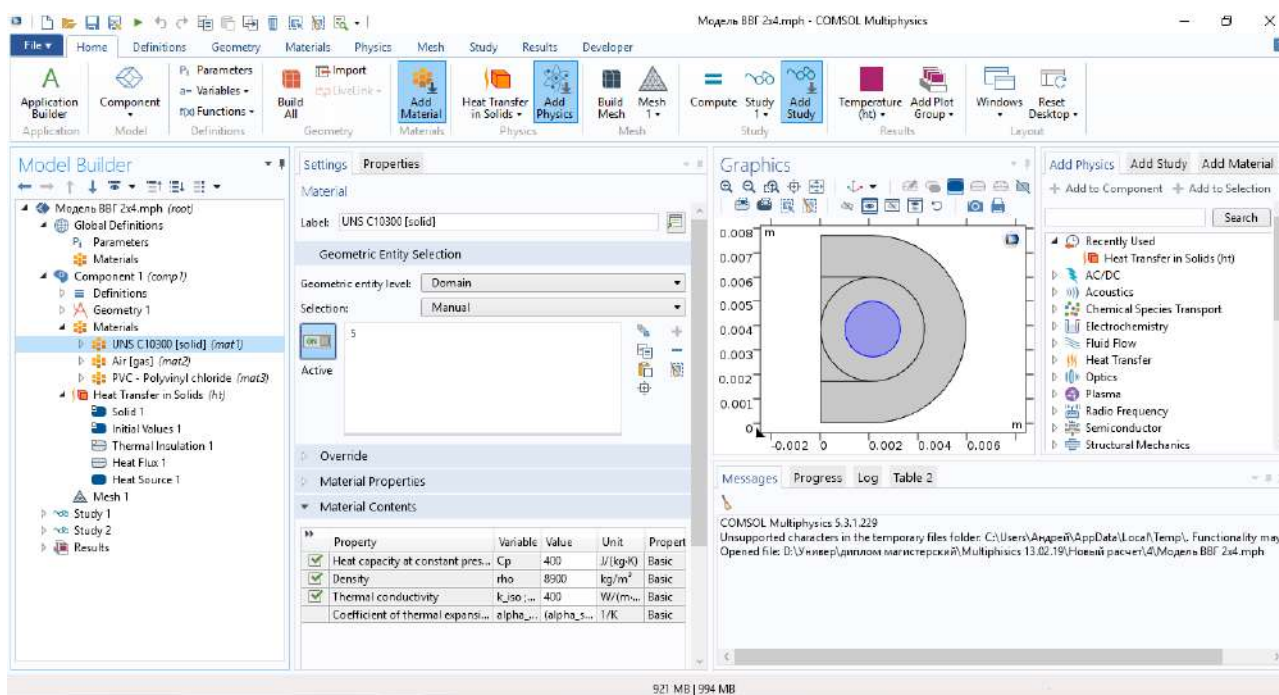 Модель ВВГ 2x4.mph - COMSOL Multiphysics
File
Home
Definitions
Geometry
Materials
Physics
Mesh
Study
Results
Developer
Application Builder
Component
Pi Parameters
a= Variables
f(x) Functions
Build All
Import
LiveLink
Add Material
Heat Transfer in Solids
Add Physics
Build Mesh
Mesh 1
Compute
Study 1
Add Study
Temperature (ht)
Add Plot Group
Windows
Reset Desktop
Application
Model
Definitions
Geometry
Materials
Physics
Mesh
Study
Results
Layout
Model Builder
Модель ВВГ 2x4.mph (root)
Global Definitions
Pi Parameters
Materials
Component 1 (comp1)
Definitions
Geometry 1
Materials
UNS C10300 [solid] (mat1)
Air [gas] (mat2)
PVC - Polyvinyl chloride (mat3)
Heat Transfer in Solids (ht)
Solid 1
Initial Values 1
Thermal Insulation 1
Heat Flux 1
Heat Source 1
Mesh 1
Study 1
Study 2
Results
Settings
Properties
Material
Label: UNS C10300 [solid]
Geometric Entity Selection
Geometric entity level: Domain
Selection: Manual
ON
5
Active
Override
Material Properties
Material Contents
Property Variable Value Unit Propert
Heat capacity at constant pres... Cp 400 J/(kg·K) Basic
Density rho 8900 kg/m³ Basic
Thermal conductivity k_iso ;... 400 W/(m·... Basic
Coefficient of thermal expansi... alpha_... (alpha_s... 1/K Basic
Graphics
0.008 m
0.007
0.006
0.005
0.004
0.003
0.002
0.001
0
m
-0.002 0 0.002 0.004 0.006
Messages
Progress
Log
Table 2
COMSOL Multiphysics 5.3.1.229
Unsupported characters in the temporary files folder: C:\Users\Андрей\AppData\Local\Temp\. Functionality may
Opened file: D:\Универ\диплом магистерский\Multiphisics 13.02.19\Новый расчет\4\Модель ВВГ 2x4.mph
Add Physics
Add Study
Add Material
+ Add to Component + Add to Selection
Search
Recently Used
Heat Transfer in Solids (ht)
AC/DC
Acoustics
Chemical Species Transport
Electrochemistry
Fluid Flow
Heat Transfer
Optics
Plasma
Radio Frequency
Semiconductor
Structural Mechanics
921 MB | 994 MB